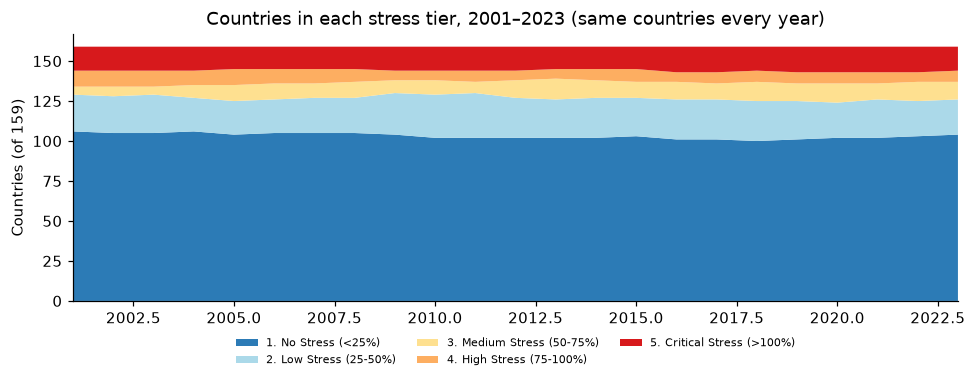 Countries in each stress tier, 2001–2023 (same countries every year)
Countries (of 159)
150
125
100
75
50
25
0
2002.5 2005.0 2007.5 2010.0 2012.5 2015.0 2017.5 2020.0 2022.5
1. No Stress (<25%) 3. Medium Stress (50-75%) 5. Critical Stress (>100%)
2. Low Stress (25-50%) 4. High Stress (75-100%)